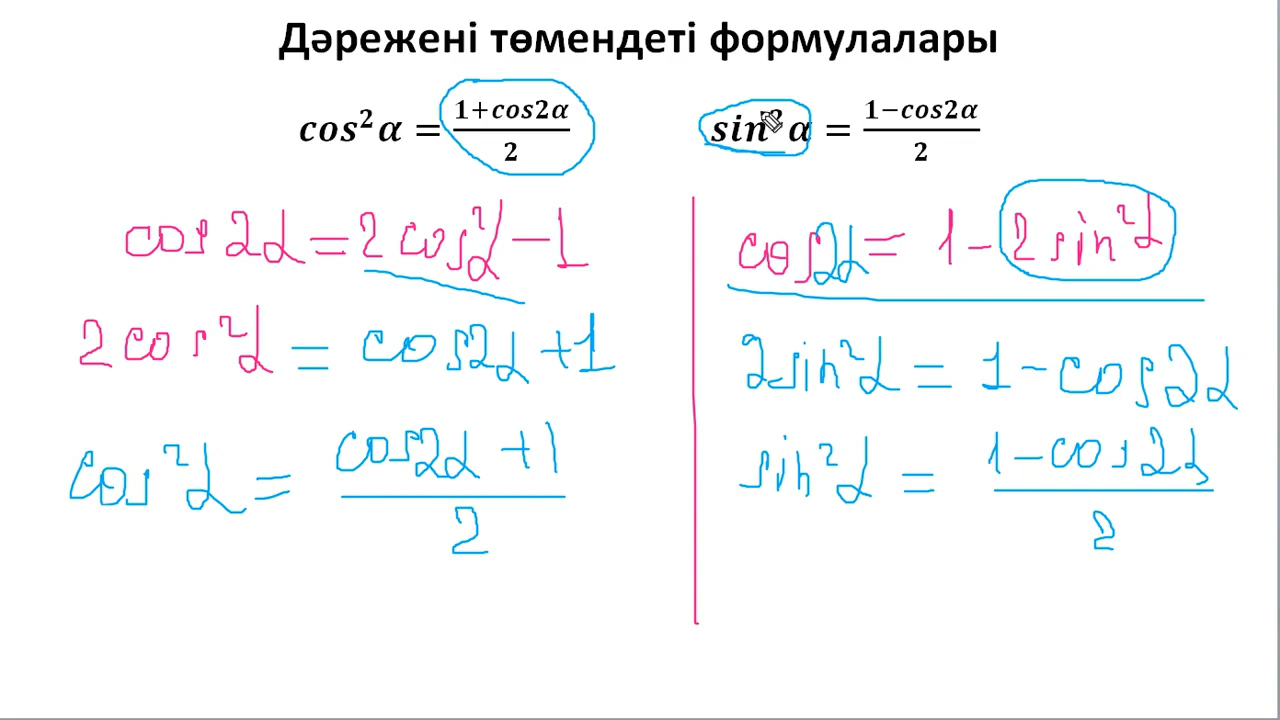 Дәрежені төмендеті формулалары
cos²α = (1+cos2α)/2
sin²α = (1−cos2α)/2
cos2α = 2cos²α − 1
2cos²α = cos2α + 1
cos²α = (cos2α + 1)/2
cos2α = 1 − 2sin²α
2sin²α = 1 − cos2α
sin²α = (1 − cos2α)/2